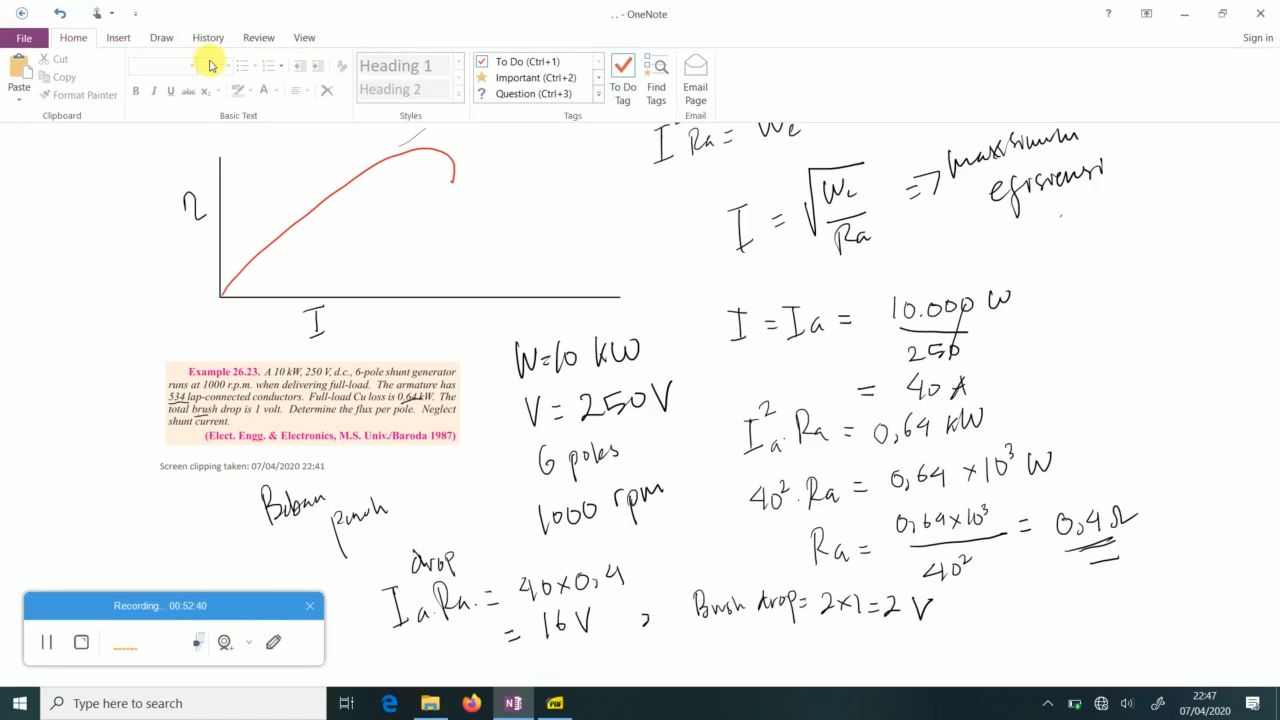 .. - OneNote
Sign in
File Home Insert Draw History Review View
Paste
Cut
Copy
Format Painter
Clipboard
Basic Text
Heading 1
Heading 2
Styles
To Do (Ctrl+1)
Important (Ctrl+2)
Question (Ctrl+3)
To Do Tag
Find Tags
Tags
Email Page
Email
η
I
Example 26.23. A 10 kW, 250 V, d.c., 6-pole shunt generator
runs at 1000 r.p.m. when delivering full-load. The armature has
534 lap-connected conductors. Full-load Cu loss is 0.64 kW. The
total brush drop is 1 volt. Determine the flux per pole. Neglect
shunt current.
(Elect. Engg. & Electronics, M.S. Univ./Baroda 1987)
Screen clipping taken: 07/04/2020 22:41
Beban penuh
W=10 kW
V = 250 V
6 poles
1000 rpm
drop
Ia.Ra. = 40×0,4
= 16 V ,
Brush drop = 2×1 = 2 V
I² Ra = Wc
I = √(Wc/Ra) => maksimum
efisiensi
I = Ia = 10.000 W / 250
= 40 A
Ia². Ra = 0,64 kW
40². Ra = 0,64 × 10³ W
Ra = 0,64×10³ / 40² = 0,4 Ω
Recording... 00:52:40
Type here to search
22:47
07/04/2020